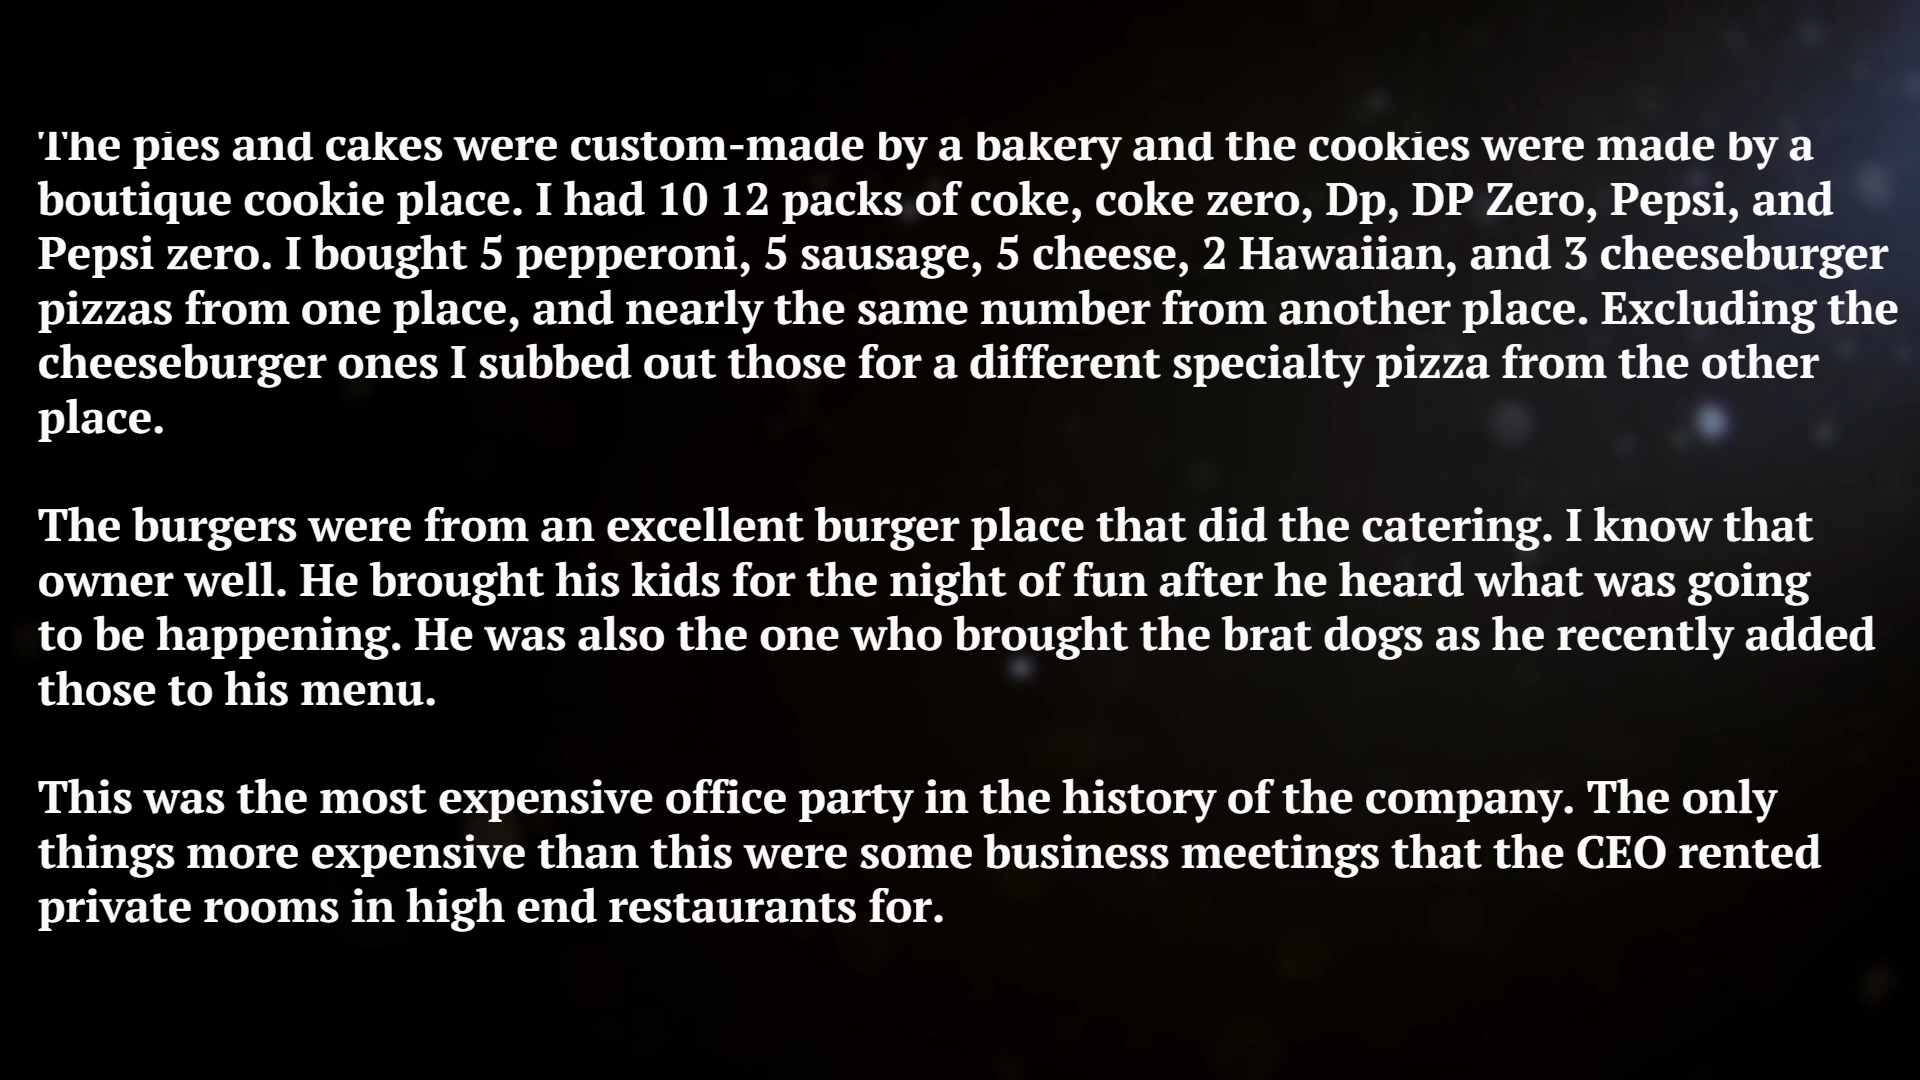 The pies and cakes were custom-made by a bakery and the cookies were made by a
boutique cookie place. I had 10 12 packs of coke, coke zero, Dp, DP Zero, Pepsi, and
Pepsi zero. I bought 5 pepperoni, 5 sausage, 5 cheese, 2 Hawaiian, and 3 cheeseburger
pizzas from one place, and nearly the same number from another place. Excluding the
cheeseburger ones I subbed out those for a different specialty pizza from the other
place.
The burgers were from an excellent burger place that did the catering. I know that
owner well. He brought his kids for the night of fun after he heard what was going
to be happening. He was also the one who brought the brat dogs as he recently added
those to his menu.
This was the most expensive office party in the history of the company. The only
things more expensive than this were some business meetings that the CEO rented
private rooms in high end restaurants for.